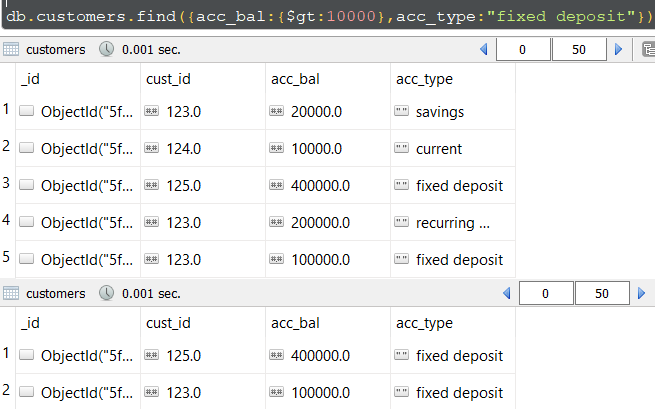 db.customers.find({acc_bal:{$gt:10000},acc_type:"fixed deposit"})
customers 0.001 sec. 0 50
_id cust_id acc_bal acc_type
1 ObjectId("5f... #.# 123.0 #.# 20000.0 "" savings
2 ObjectId("5f... #.# 124.0 #.# 10000.0 "" current
3 ObjectId("5f... #.# 125.0 #.# 400000.0 "" fixed deposit
4 ObjectId("5f... #.# 123.0 #.# 200000.0 "" recurring ...
5 ObjectId("5f... #.# 123.0 #.# 100000.0 "" fixed deposit
customers 0.001 sec. 0 50
_id cust_id acc_bal acc_type
1 ObjectId("5f... #.# 125.0 #.# 400000.0 "" fixed deposit
2 ObjectId("5f... #.# 123.0 #.# 100000.0 "" fixed deposit